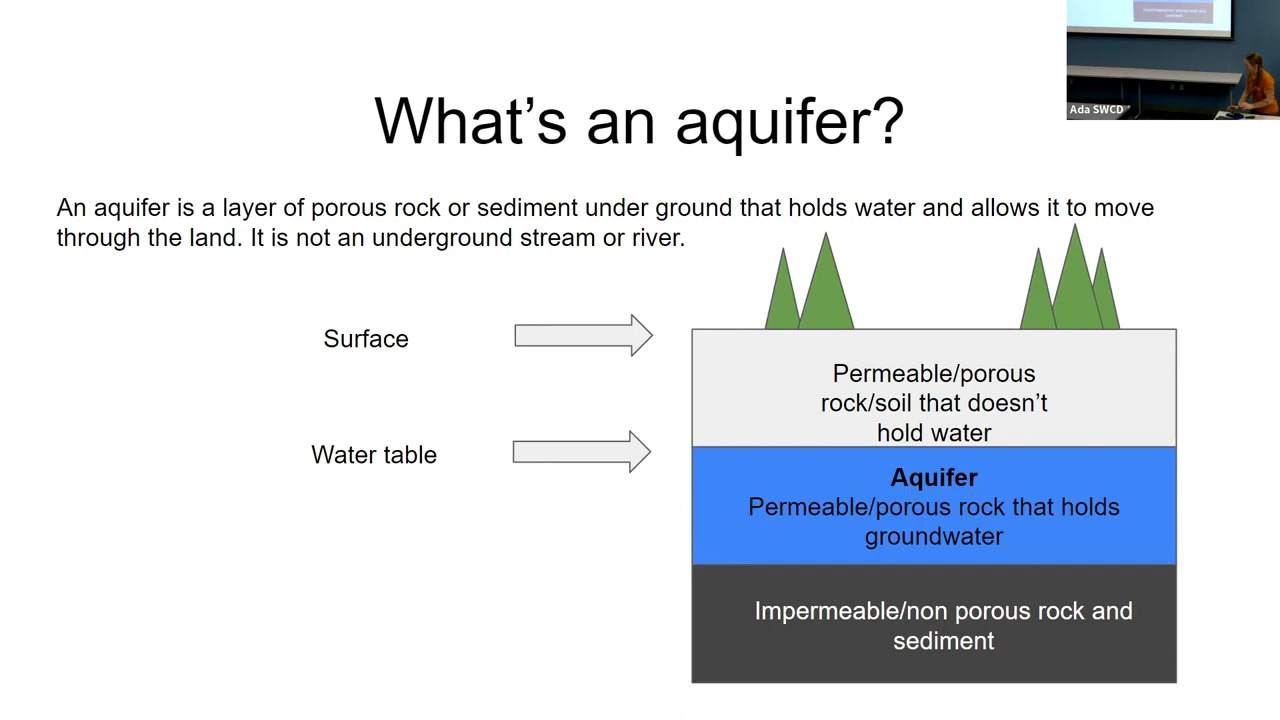 What's an aquifer?
Ada SWCD
An aquifer is a layer of porous rock or sediment under ground that holds water and allows it to move
through the land. It is not an underground stream or river.
Surface
Water table
Permeable/porous
rock/soil that doesn't
hold water
Aquifer
Permeable/porous rock that holds
groundwater
Impermeable/non porous rock and
sediment